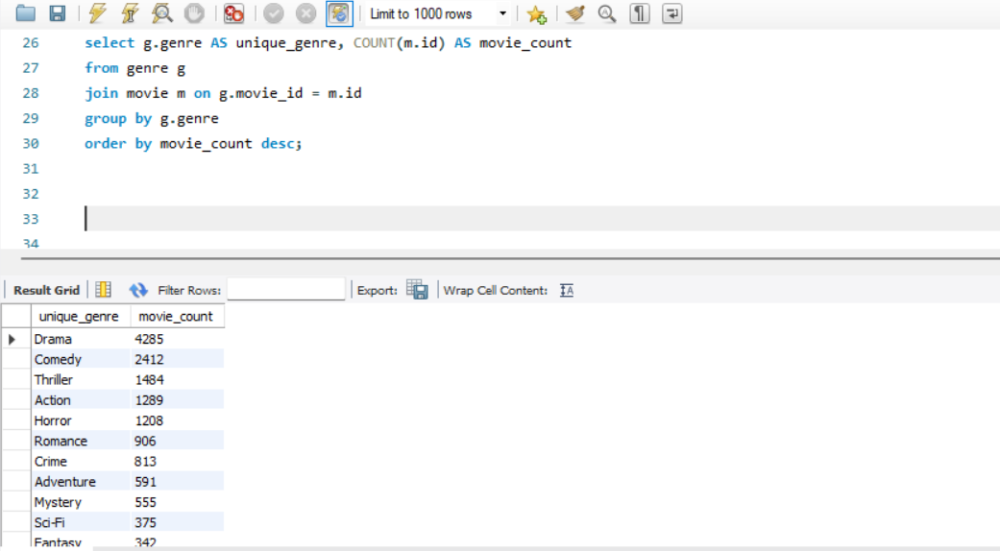 Limit to 1000 rows
26 select g.genre AS unique_genre, COUNT(m.id) AS movie_count
27 from genre g
28 join movie m on g.movie_id = m.id
29 group by g.genre
30 order by movie_count desc;
31
32
33
34
Result Grid Filter Rows: Export: Wrap Cell Content:
unique_genre movie_count
Drama 4285
Comedy 2412
Thriller 1484
Action 1289
Horror 1208
Romance 906
Crime 813
Adventure 591
Mystery 555
Sci-Fi 375
Fantasy 342